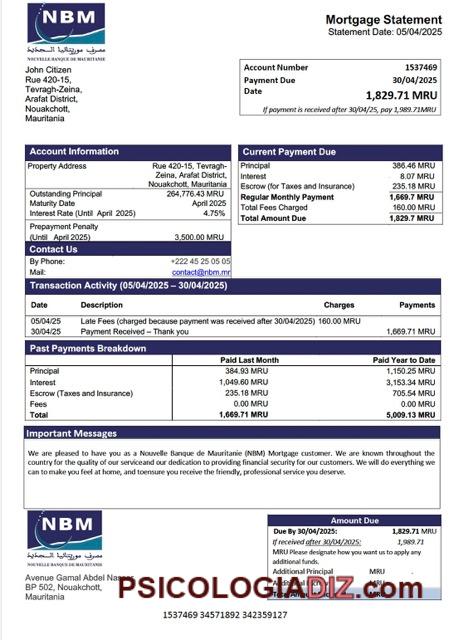 NBM
مصرف موريتانيا الجديد
NOUVELLE BANQUE DE MAURITANIE
Mortgage Statement
Statement Date: 05/04/2025
John Citizen
Rue 420-15,
Tevragh-Zeina,
Arafat District,
Nouakchott,
Mauritania
Account Number 1537469
Payment Due Date 30/04/2025
1,829.71 MRU
If payment is received after 30/04/25, pay 1,989.71MRU
Account Information
Property Address Rue 420-15, Tevragh-
Zeina, Arafat District,
Nouakchott, Mauritania
Outstanding Principal 264,776.43 MRU
Maturity Date April 2025
Interest Rate (Until April 2025) 4.75%
Prepayment Penalty
(Until April 2025) 3,500.00 MRU
Contact Us
By Phone: +222 45 25 05 05
Mail: contact@nbm.mr
Current Payment Due
Principal 386.46 MRU
Interest 8.07 MRU
Escrow (for Taxes and Insurance) 235.18 MRU
Regular Monthly Payment 1,669.7 MRU
Total Fees Charged 160.00 MRU
Total Amount Due 1,829.7 MRU
Transaction Activity (05/04/2025 – 30/04/2025)
Date Description Charges Payments
05/04/25 Late Fees (charged because payment was received after 30/04/2025) 160.00 MRU
30/04/25 Payment Received – Thank you 1,669.71 MRU
Past Payments Breakdown
Paid Last Month Paid Year to Date
Principal 384.93 MRU 1,150.25 MRU
Interest 1,049.60 MRU 3,153.34 MRU
Escrow (Taxes and Insurance) 235.18 MRU 705.54 MRU
Fees 0.00 MRU 0.00 MRU
Total 1,669.71 MRU 5,009.13 MRU
Important Messages
We are pleased to have you as a Nouvelle Banque de Mauritanie (NBM) Mortgage customer. We are known throughout the
country for the quality of our serviceand our dedication to providing financial security for our customers. We will do everything we
can to make you feel at home, and toensure you receive the friendly, professional service you deserve.
NBM
مصرف موريتانيا الجديد
NOUVELLE BANQUE DE MAURITANIE
Avenue Gamal Abdel Nasser
BP 502, Nouakchott,
Mauritania
Amount Due
Due By 30/04/2025: 1,829.71 MRU
If received after 30/04/2025: 1,989.71
MRU Please designate how you want us to apply any
additional funds.
MRU
MRU
MRU
PSICOLOGIADIZ.com
1537469 34571892 342359127